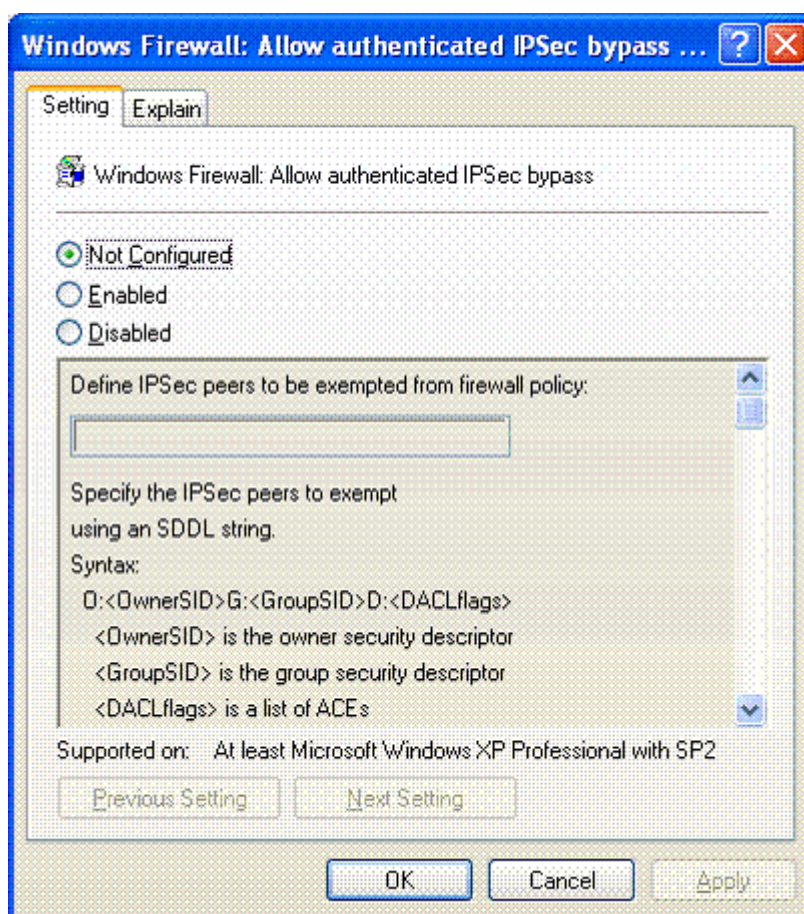 Windows Firewall: Allow authenticated IPSec bypass ...
Setting
Explain
Windows Firewall: Allow authenticated IPSec bypass
Not Configured
Enabled
Disabled
Define IPSec peers to be exempted from firewall policy:
Specify the IPSec peers to exempt
using an SDDL string.
Syntax:
O:<OwnerSID>G:<GroupSID>D:<DACLflags>
<OwnerSID> is the owner security descriptor
<GroupSID> is the group security descriptor
<DACLflags> is a list of ACEs
Supported on: At least Microsoft Windows XP Professional with SP2
Previous Setting
Next Setting
OK
Cancel
Apply